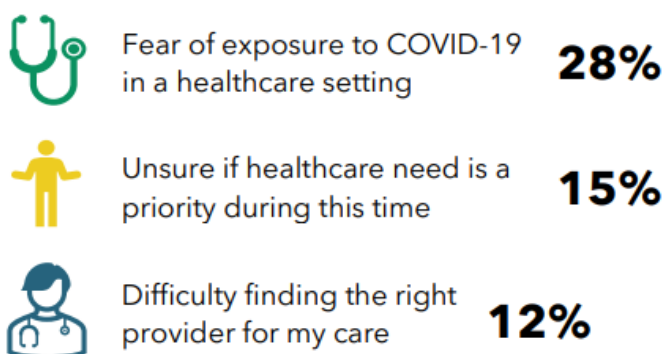 Fear of exposure to COVID-19
in a healthcare setting
28%
Unsure if healthcare need is a
priority during this time
15%
Difficulty finding the right
provider for my care
12%